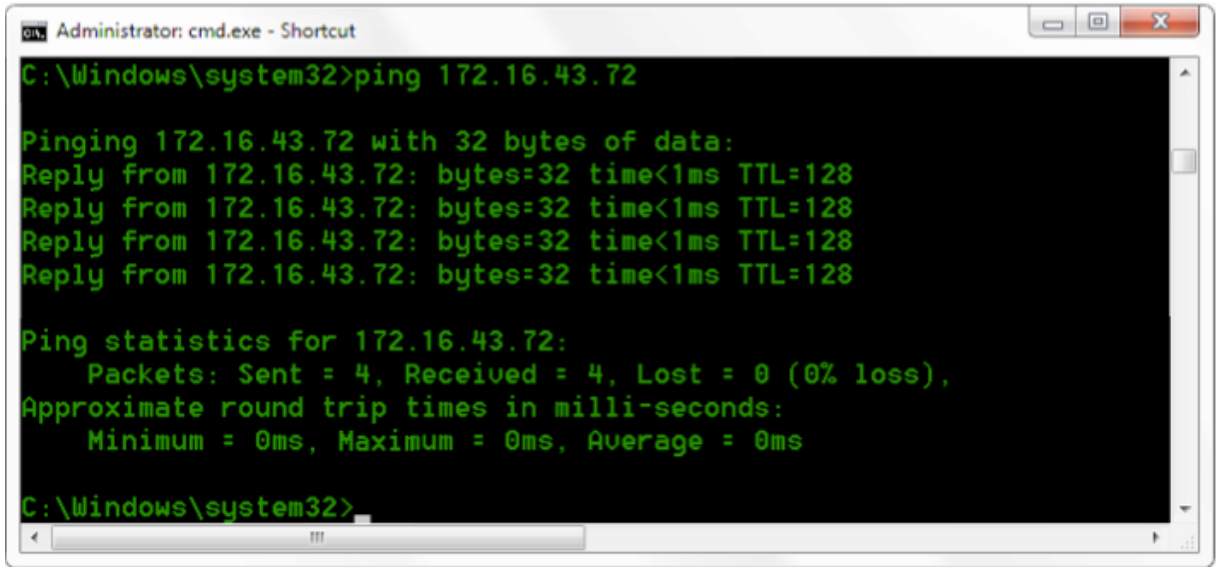 Administrator: cmd.exe - Shortcut
C:\Windows\system32>ping 172.16.43.72
Pinging 172.16.43.72 with 32 bytes of data:
Reply from 172.16.43.72: bytes=32 time<1ms TTL=128
Reply from 172.16.43.72: bytes=32 time<1ms TTL=128
Reply from 172.16.43.72: bytes=32 time<1ms TTL=128
Reply from 172.16.43.72: bytes=32 time<1ms TTL=128
Ping statistics for 172.16.43.72:
    Packets: Sent = 4, Received = 4, Lost = 0 (0% loss),
Approximate round trip times in milli-seconds:
    Minimum = 0ms, Maximum = 0ms, Average = 0ms
C:\Windows\system32>_